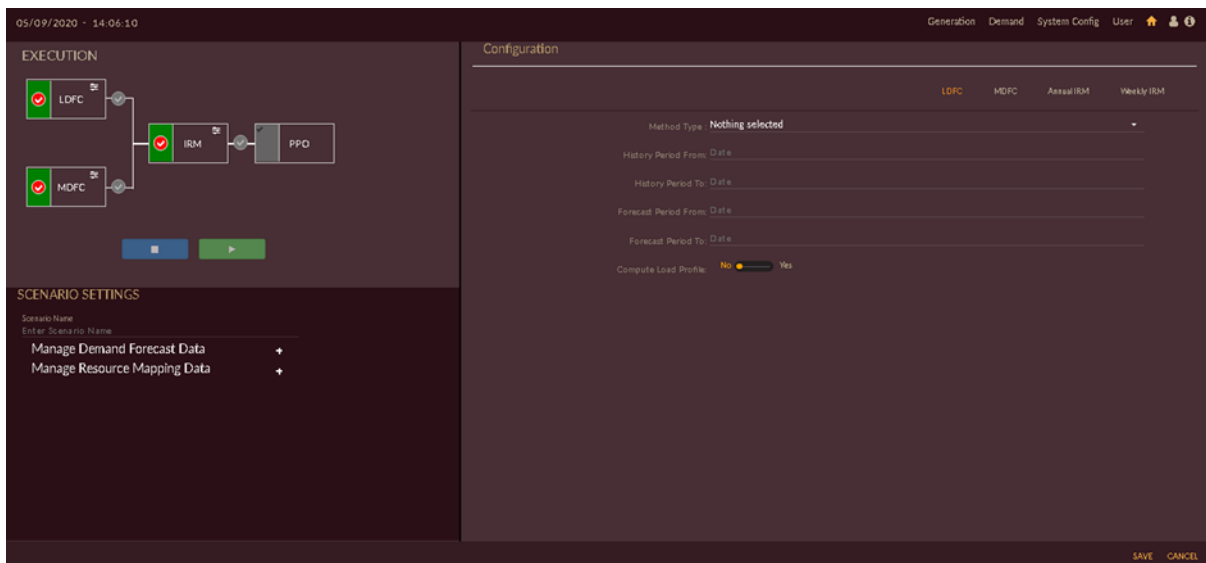 05/09/2020 - 14:06:10
Generation Demand System Config User
EXECUTION
LDFC
IRM
PPO
MDFC
SCENARIO SETTINGS
Scenario Name
Enter Scenario Name
Manage Demand Forecast Data +
Manage Resource Mapping Data +
Configuration
LDFC MDFC Annual IRM Weekly IRM
Method Type : Nothing selected
History Period From: Date
History Period To: Date
Forecast Period From: Date
Forecast Period To: Date
Compute Load Profile: No Yes
SAVE CANCEL